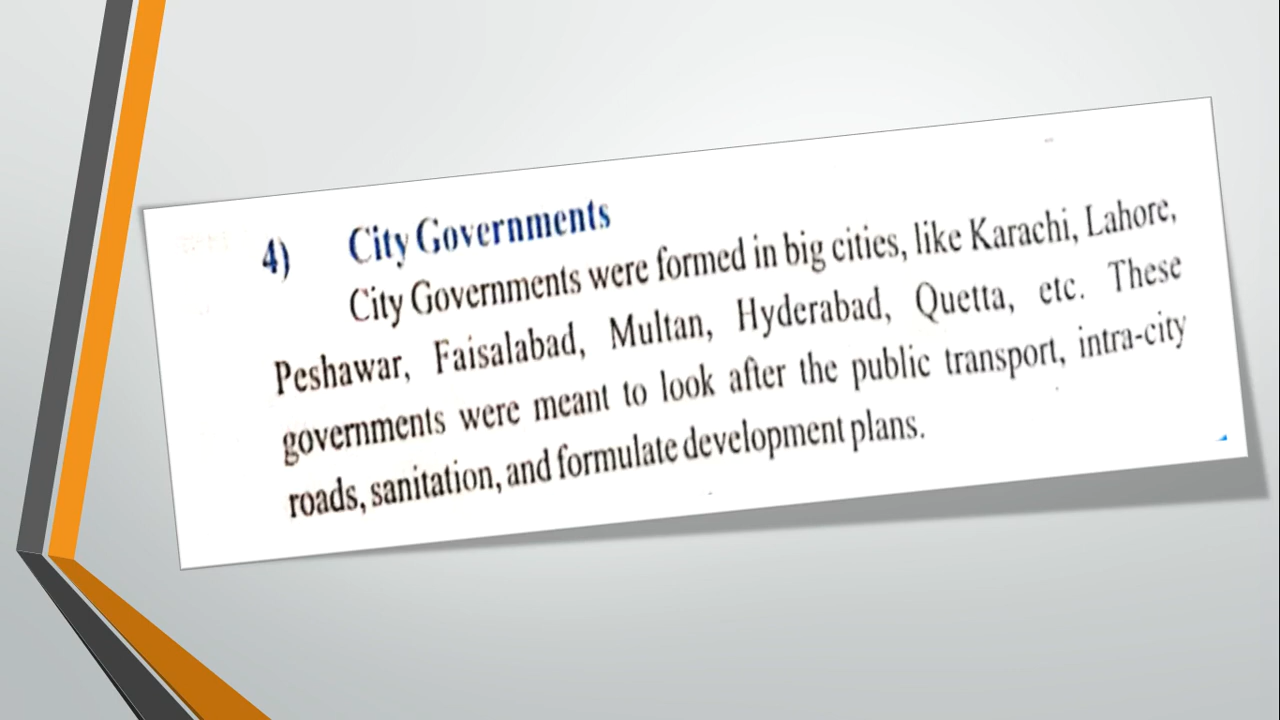 4) City Governments
City Governments were formed in big cities, like Karachi, Lahore,
Peshawar, Faisalabad, Multan, Hyderabad, Quetta, etc. These
governments were meant to look after the public transport, intra-city
roads, sanitation, and formulate development plans.